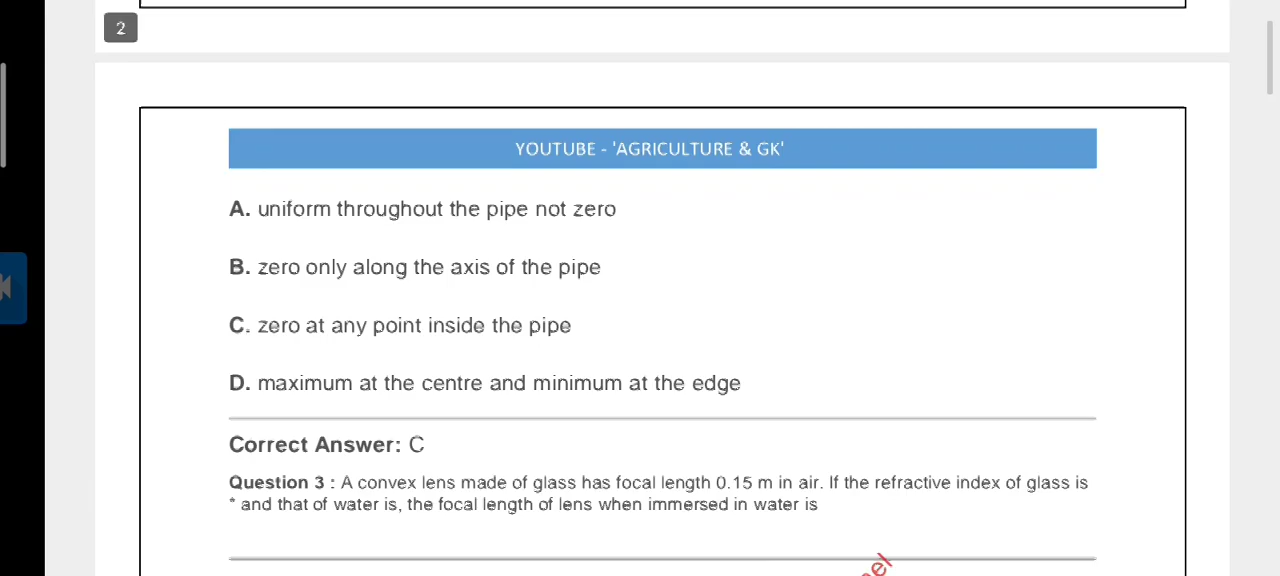 2
YOUTUBE - 'AGRICULTURE & GK'
A. uniform throughout the pipe not zero
B. zero only along the axis of the pipe
C. zero at any point inside the pipe
D. maximum at the centre and minimum at the edge
Correct Answer: C
Question 3 : A convex lens made of glass has focal length 0.15 m in air. If the refractive index of glass is
* and that of water is, the focal length of lens when immersed in water is